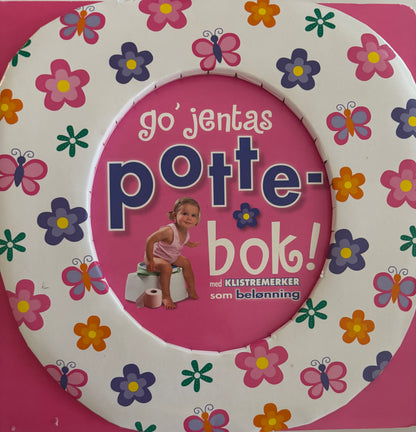 go' jentas
potte-
bok!
med KLISTREMERKER
som belønning